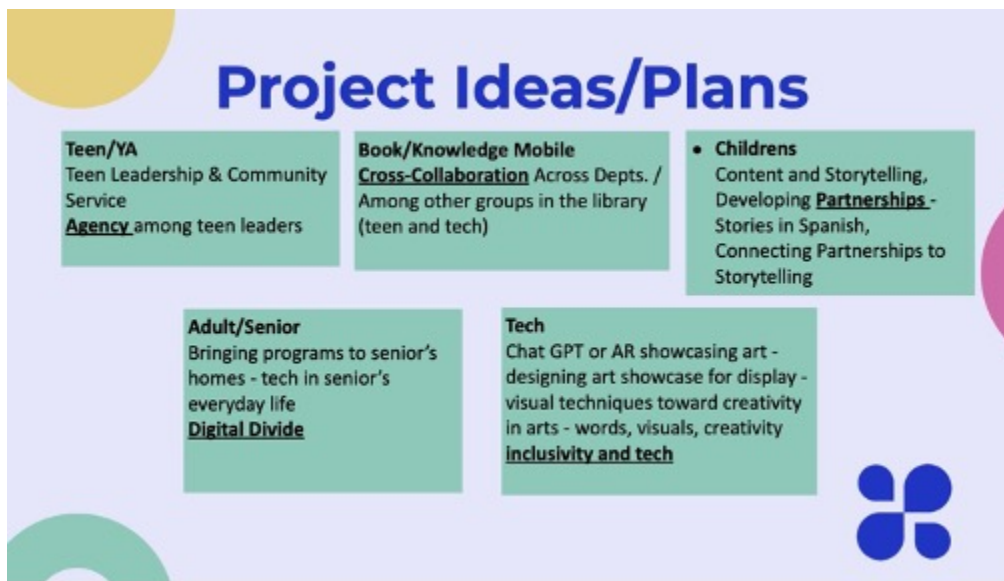 Project Ideas/Plans
Teen/YA
Teen Leadership & Community
Service
Agency among teen leaders
Book/Knowledge Mobile
Cross-Collaboration Across Depts. /
Among other groups in the library
(teen and tech)
• Childrens
Content and Storytelling,
Developing Partnerships -
Stories in Spanish,
Connecting Partnerships to
Storytelling
Adult/Senior
Bringing programs to senior's
homes - tech in senior's
everyday life
Digital Divide
Tech
Chat GPT or AR showcasing art -
designing art showcase for display -
visual techniques toward creativity
in arts - words, visuals, creativity
inclusivity and tech